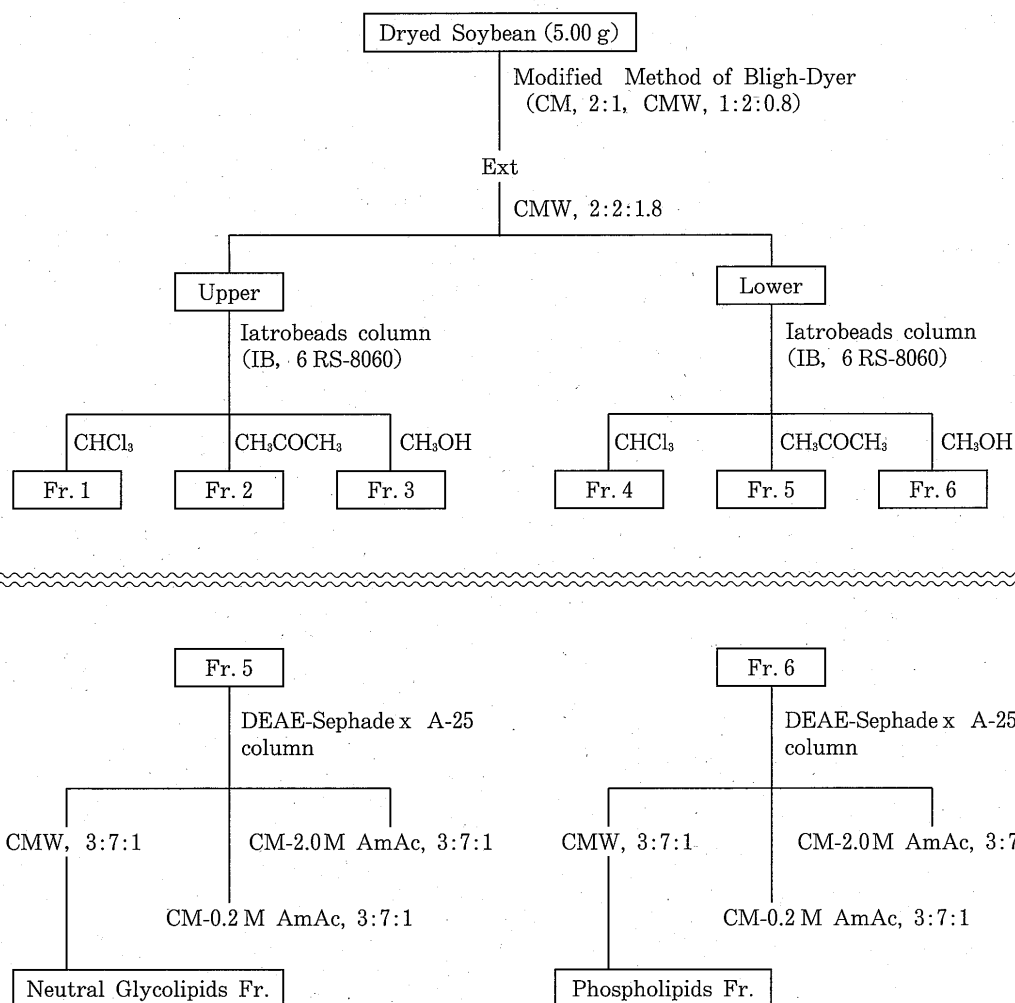 Dryed Soybean (5.00 g)
Modified Method of Bligh-Dyer
(CM, 2:1, CMW, 1:2:0.8)
Ext
CMW, 2:2:1.8
Upper
Lower
Iatrobeads column
(IB, 6 RS-8060)
Iatrobeads column
(IB, 6 RS-8060)
CHCl₃
CH₃COCH₃
CH₃OH
CHCl₃
CH₃COCH₃
CH₃OH
Fr. 1
Fr. 2
Fr. 3
Fr. 4
Fr. 5
Fr. 6
Fr. 5
Fr. 6
DEAE-Sephade x A-25
column
DEAE-Sephade x A-25
column
CMW, 3:7:1
CM-2.0 M AmAc, 3:7:1
CMW, 3:7:1
CM-2.0 M AmAc, 3:7
CM-0.2 M AmAc, 3:7:1
CM-0.2 M AmAc, 3:7:1
Neutral Glycolipids Fr.
Phospholipids Fr.